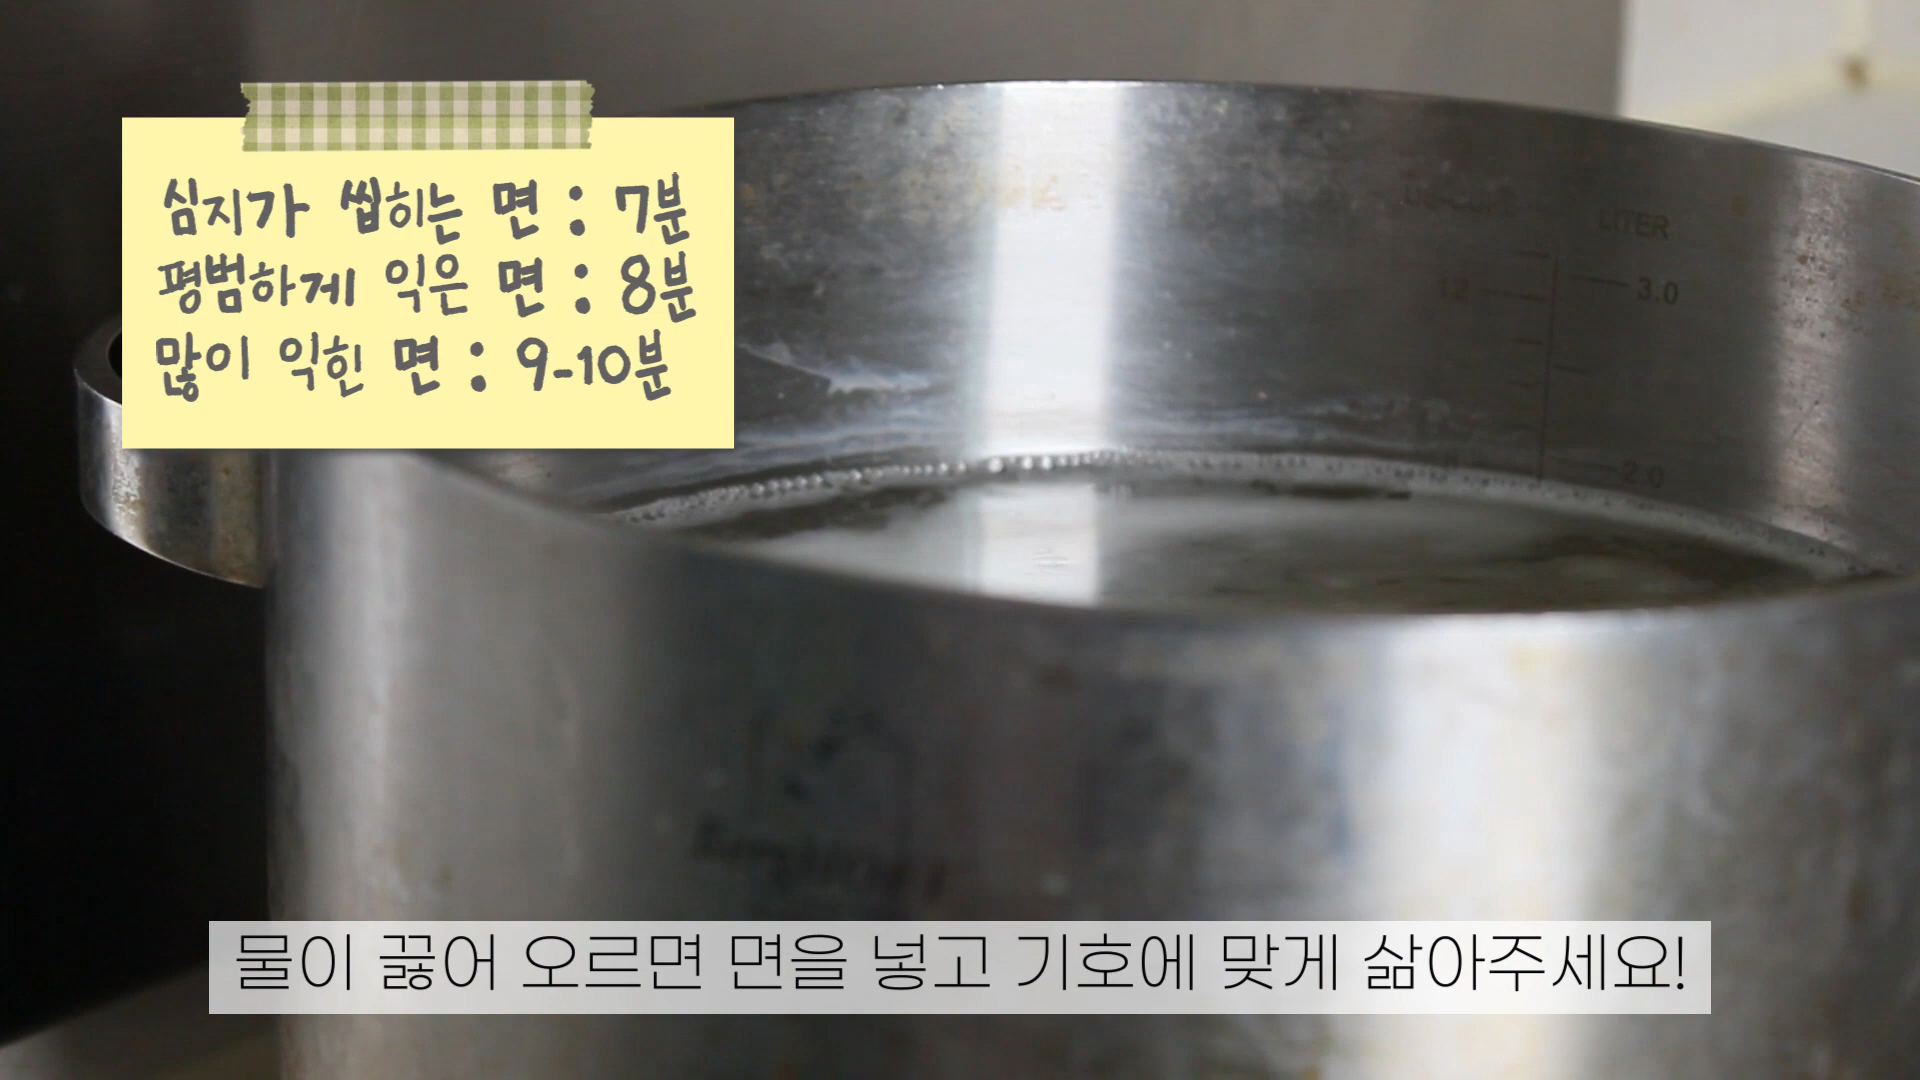 심지가 씹히는 면 : 7분
평범하게 익은 면 : 8분
많이 익힌 면 : 9-10분
LITER
12
3.0
2.0
물이 끓어 오르면 면을 넣고 기호에 맞게 삶아주세요!